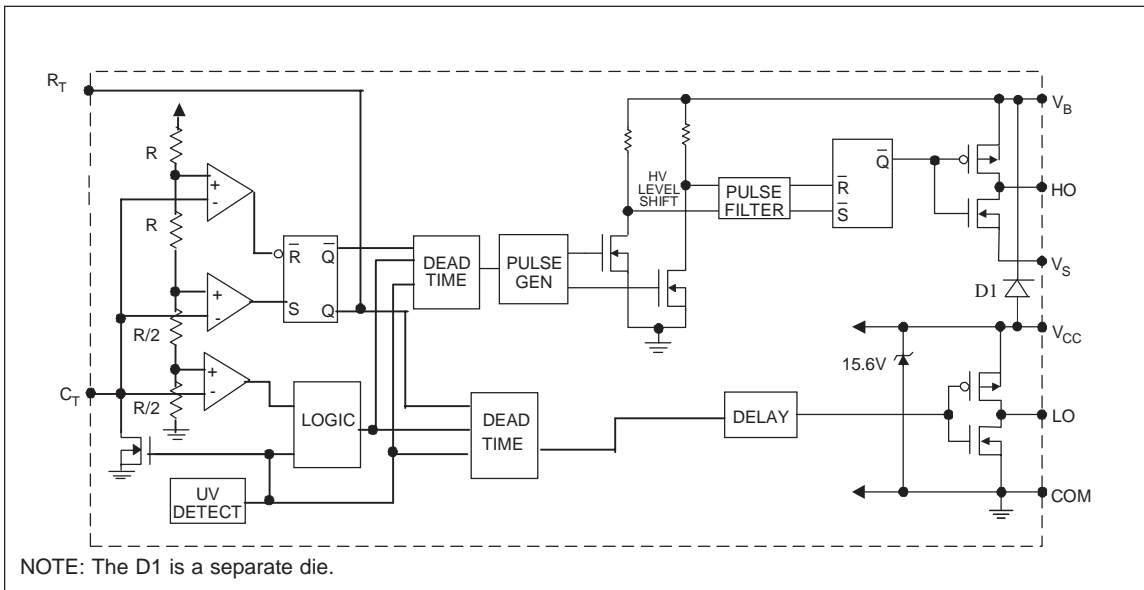 R_T
V_B
R
HV
LEVEL
SHIFT
Q̅
R̅
S̅
PULSE
FILTER
HO
R
R̅
Q̅
S
Q
DEAD
TIME
PULSE
GEN
V_S
D1
R/2
V_CC
15.6V
C_T
R/2
LOGIC
DEAD
TIME
DELAY
LO
UV
DETECT
COM
+
-
+
-
+
-
NOTE: The D1 is a separate die.